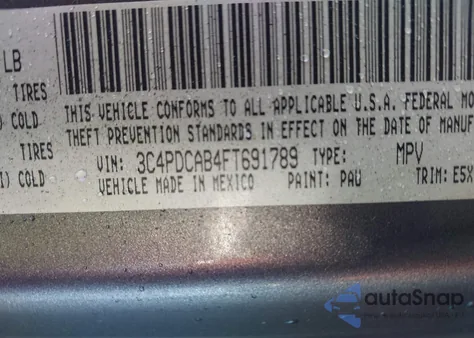 LB
TIRES
COLD
THIS VEHICLE CONFORMS TO ALL APPLICABLE U.S.A. FEDERAL MO
THEFT PREVENTION STANDARDS IN EFFECT ON THE DATE OF MANUF
TIRES
VIN: 3C4PDCAB4FT691789 TYPE: MPV
) COLD
VEHICLE MADE IN MEXICO PAINT: PAU TRIM: E5X
autoSnap